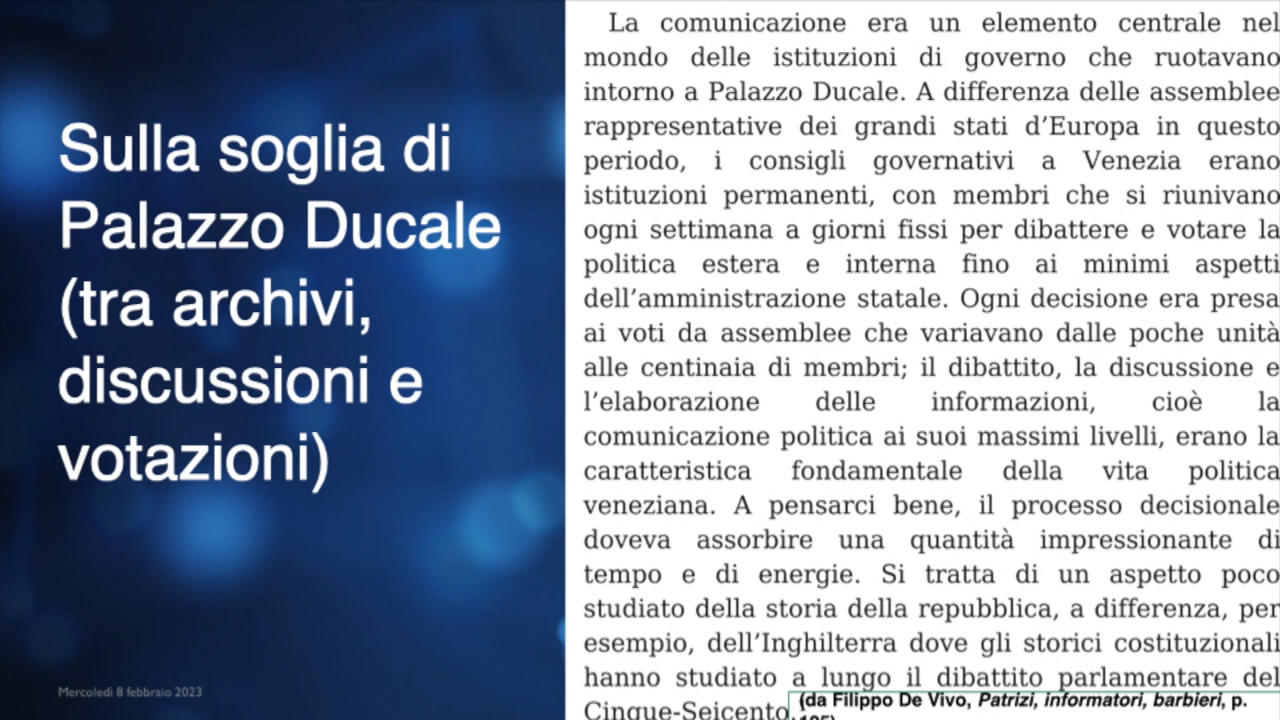 Sulla soglia di
Palazzo Ducale
(tra archivi,
discussioni e
votazioni)
Mercoledì 8 febbraio 2023
La comunicazione era un elemento centrale nel
mondo delle istituzioni di governo che ruotavano
intorno a Palazzo Ducale. A differenza delle assemblee
rappresentative dei grandi stati d’Europa in questo
periodo, i consigli governativi a Venezia erano
istituzioni permanenti, con membri che si riunivano
ogni settimana a giorni fissi per dibattere e votare la
politica estera e interna fino ai minimi aspetti
dell’amministrazione statale. Ogni decisione era presa
ai voti da assemblee che variavano dalle poche unità
alle centinaia di membri; il dibattito, la discussione e
l’elaborazione delle informazioni, cioè la
comunicazione politica ai suoi massimi livelli, erano la
caratteristica fondamentale della vita politica
veneziana. A pensarci bene, il processo decisionale
doveva assorbire una quantità impressionante di
tempo e di energie. Si tratta di un aspetto poco
studiato della storia della repubblica, a differenza, per
esempio, dell’Inghilterra dove gli storici costituzionali
hanno studiato a lungo il dibattito parlamentare del
Cinque-Seicento.
(da Filippo De Vivo, Patrizi, informatori, barbieri, p.